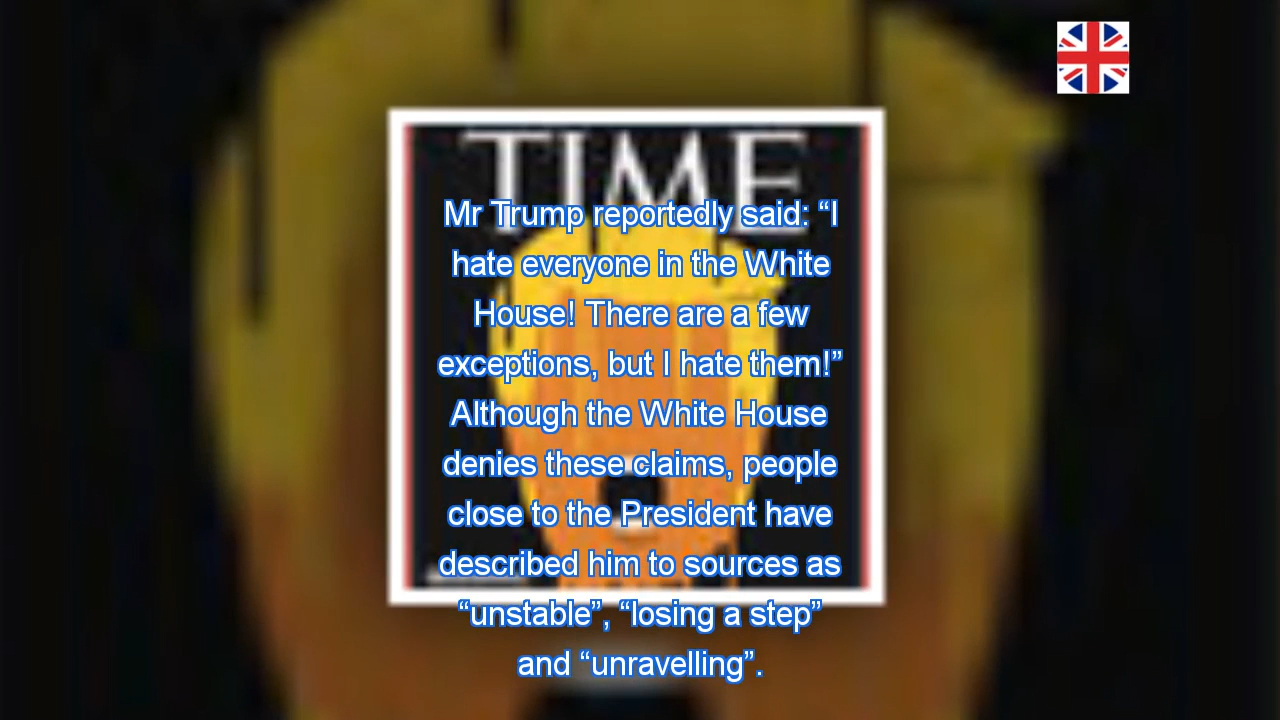 TIME
Mr Trump reportedly said: “I
hate everyone in the White
House! There are a few
exceptions, but I hate them!”
Although the White House
denies these claims, people
close to the President have
described him to sources as
“unstable”, “losing a step”
and “unravelling”.